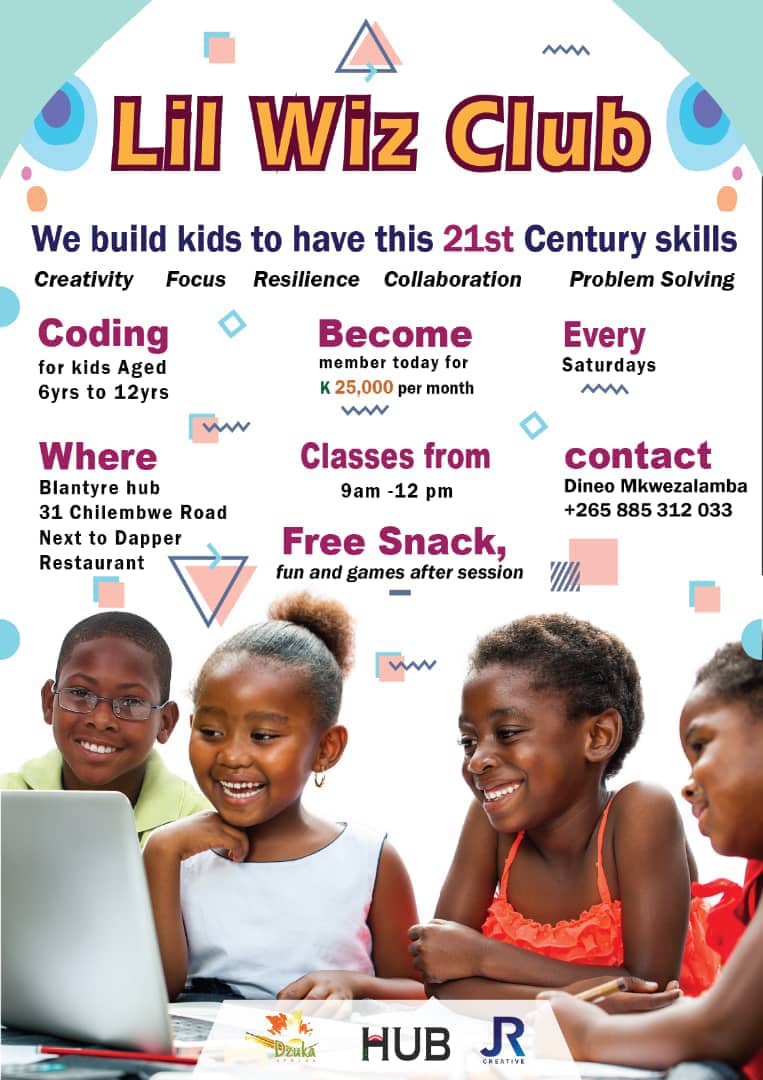 Lil Wiz Club
We build kids to have this 21st Century skills
Creativity Focus Resilience Collaboration Problem Solving
Coding
for kids Aged
6yrs to 12yrs
Become
member today for
K 25,000 per month
Every
Saturdays
Where
Blantyre hub
31 Chilembwe Road
Next to Dapper
Restaurant
Classes from
9am -12 pm
Free Snack,
fun and games after session
contact
Dineo Mkwezalamba
+265 885 312 033
Dzuka
AFRICA
HUB
JR
CREATIVE